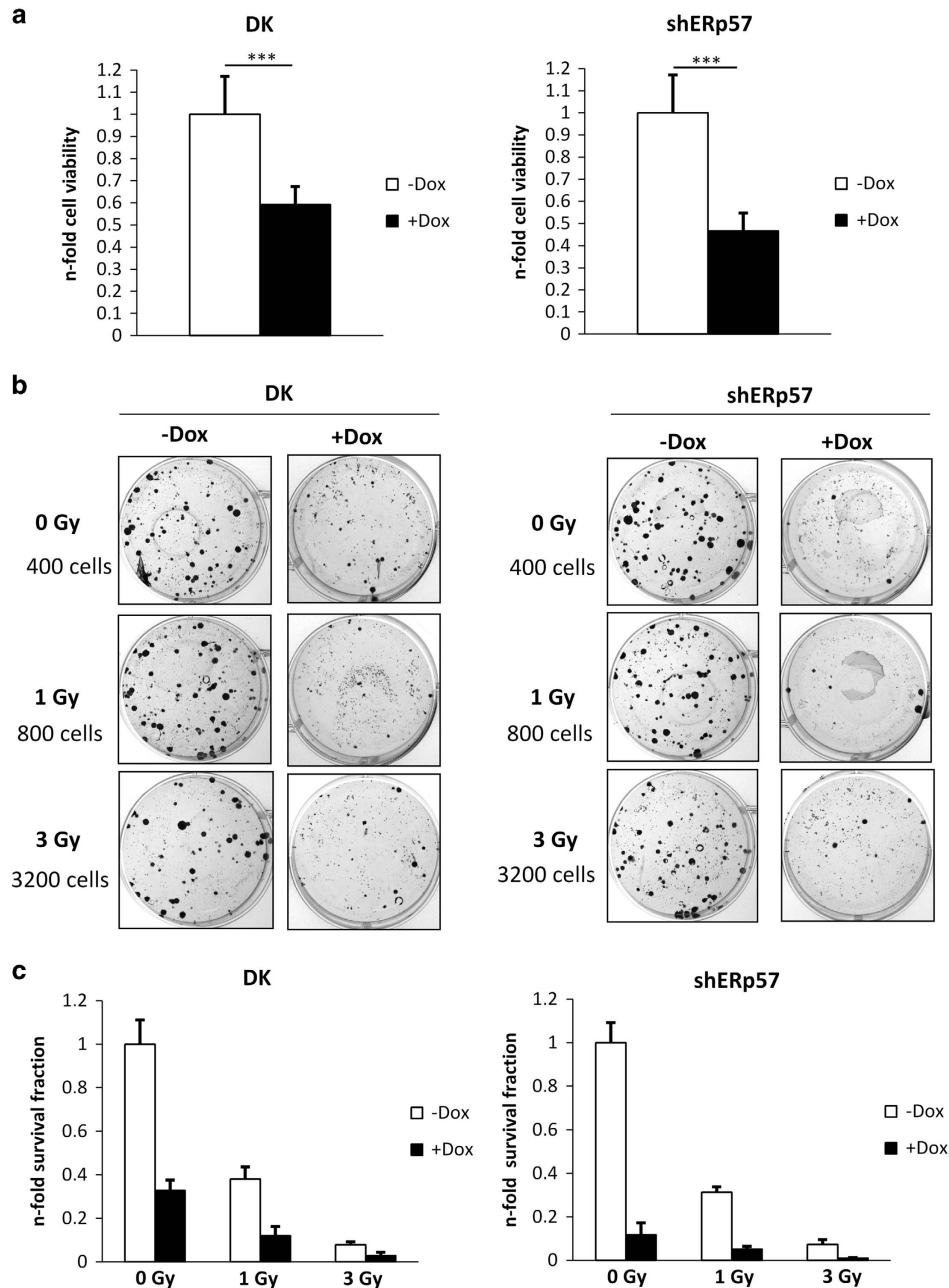 a
DK
***
1.2
1.1
1
0.9
0.8
0.7
0.6
0.5
0.4
0.3
0.2
0.1
0
n-fold cell viability
-Dox
+Dox
shERp57
***
1.2
1.1
1
0.9
0.8
0.7
0.6
0.5
0.4
0.3
0.2
0.1
0
n-fold cell viability
-Dox
+Dox
b
DK
-Dox +Dox
0 Gy
400 cells
1 Gy
800 cells
3 Gy
3200 cells
shERp57
-Dox +Dox
0 Gy
400 cells
1 Gy
800 cells
3 Gy
3200 cells
c
DK
1.2
1
0.8
0.6
0.4
0.2
0
n-fold survival fraction
0 Gy 1 Gy 3 Gy
-Dox
+Dox
shERp57
1.2
1
0.8
0.6
0.4
0.2
0
n-fold survival fraction
0 Gy 1 Gy 3 Gy
-Dox
+Dox